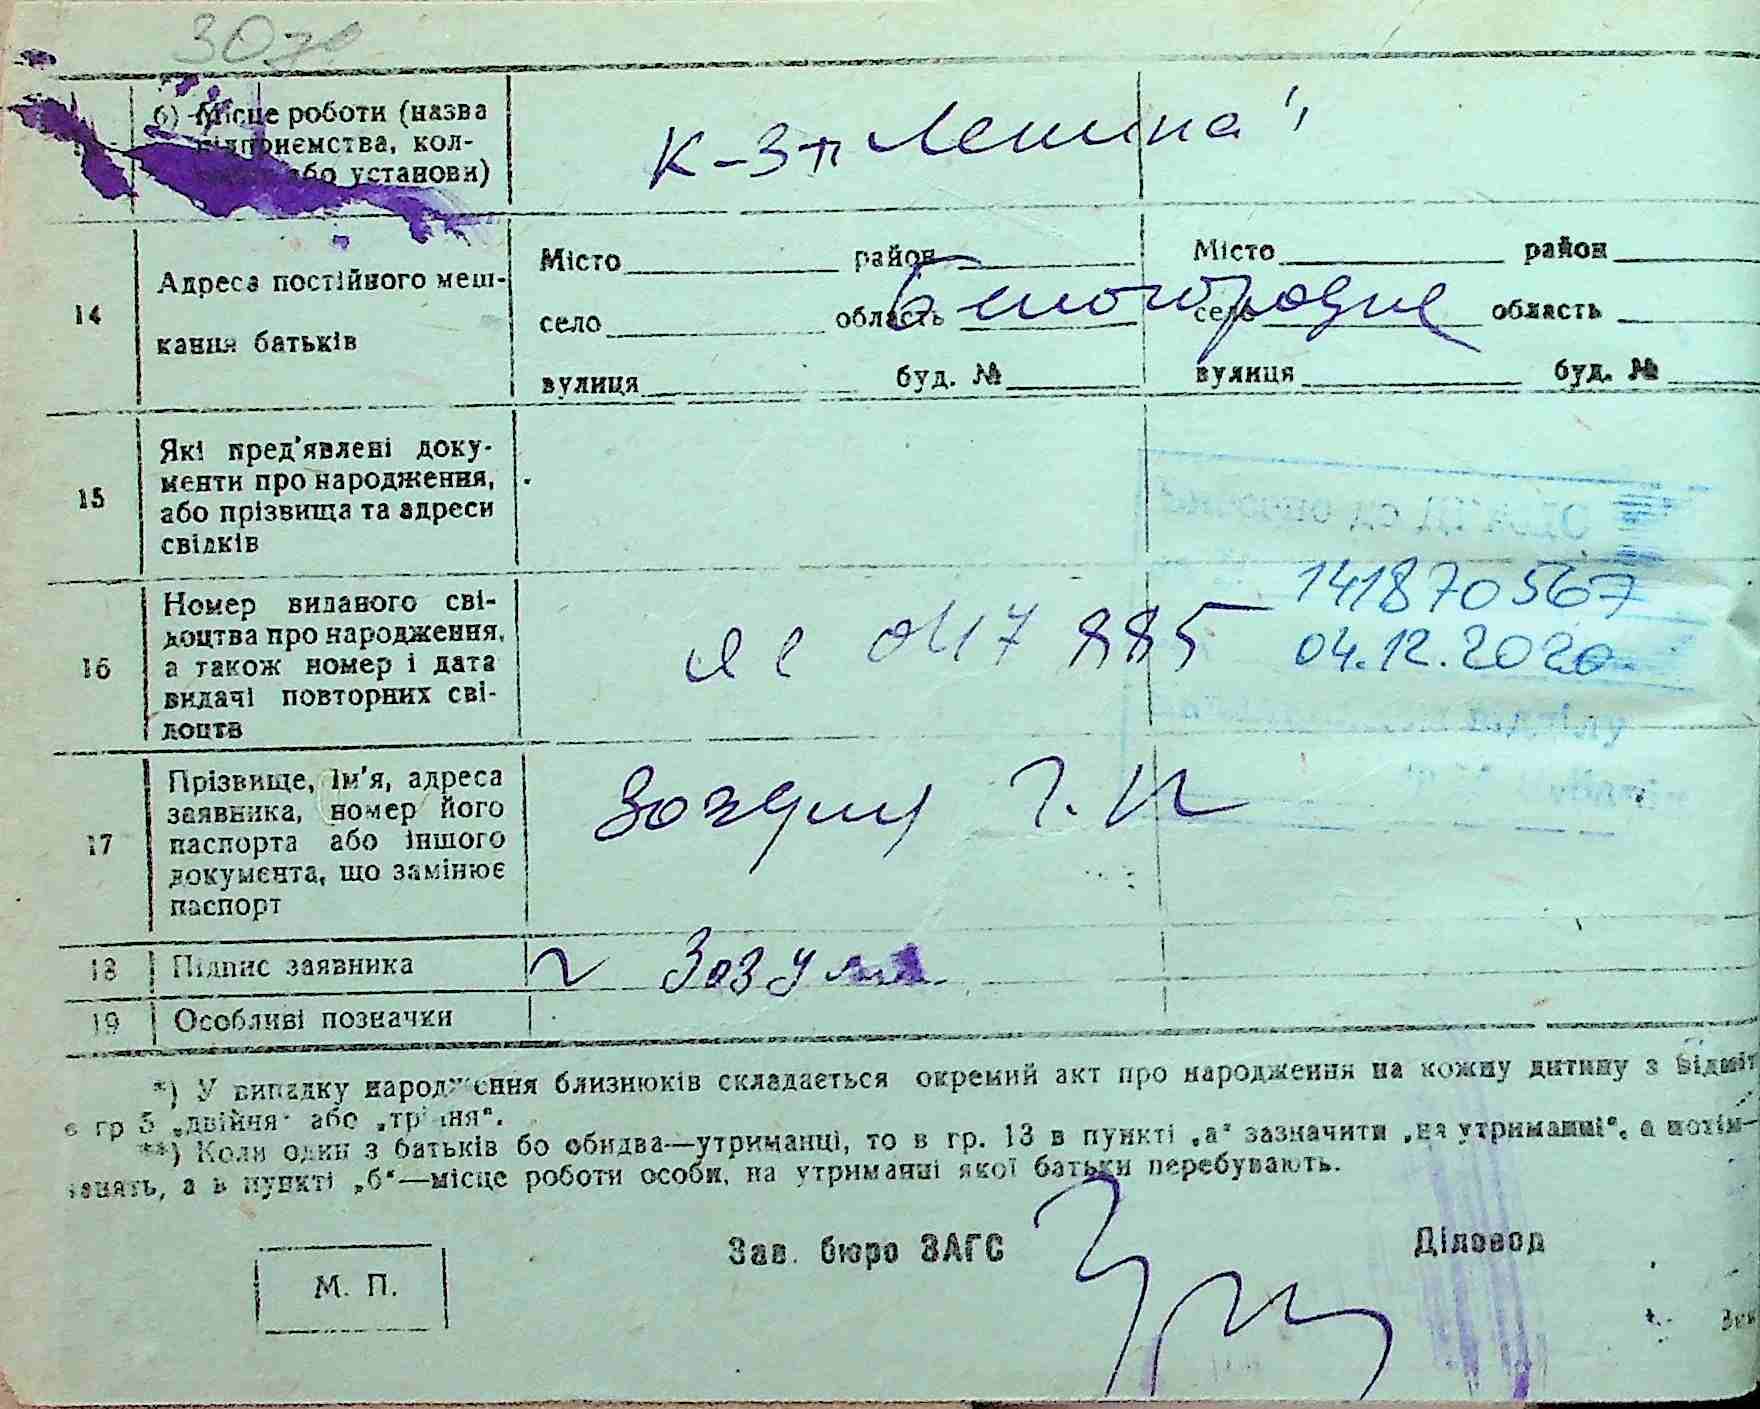 б) Місце роботи (назва
підприємства, кол-
або установи)
к-з Леніна"
14
Адреса постійного меш-
кання батьків
Місто район
село область
вулиця буд. №
Місто район
село область
вулиця буд. №
15
Які пред'явлені доку-
менти про народження,
або прізвища та адреси
свідків
16
Номер виданого сві-
доцтва про народження,
а також номер і дата
видачі повторних сві-
доцтв
0417885
141870567
04.12.2020
17
Прізвище, ім'я, адреса
заявника, номер його
паспорта або іншого
документа, що замінює
паспорт
Зозуля Г. И
18
Підпис заявника
Зозуля
19
Особливі позначки
*) У випадку народження близнюків складається окремий акт про народження на кожну дитину з відміт
в гр 5 „двійня" або „трійня".
**) Коли один з батьків бо обидва—утриманці, то в гр. 13 в пункті „а" зазначити „на утриманні", а потім—
занять, а в пункті „б"—місце роботи особи, на утриманні якої батьки перебувають.
М. П.
Зав. бюро ЗАГС
Діловод